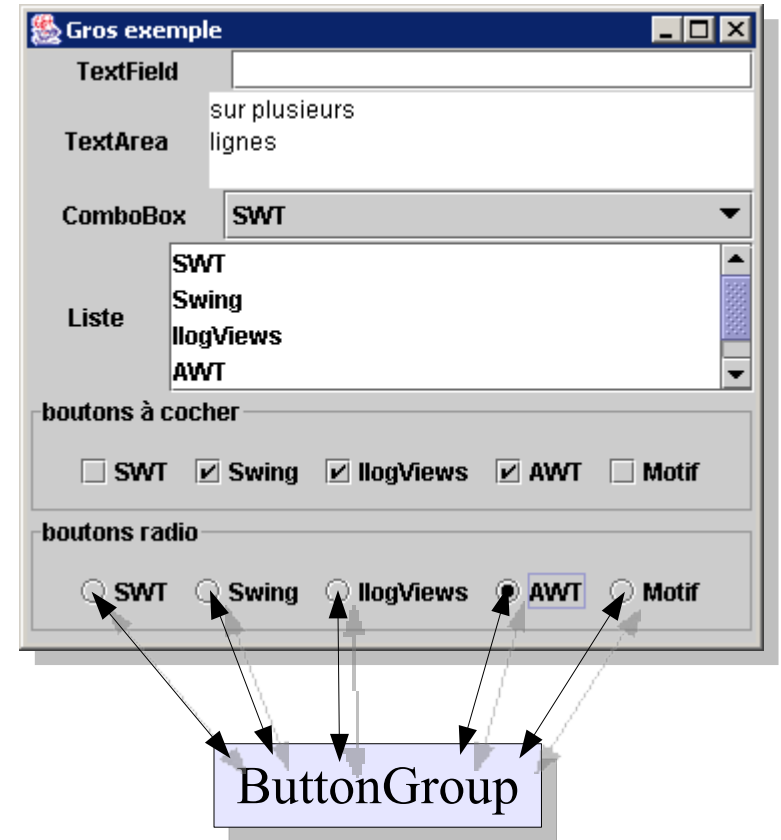 Gros exemple
TextField
sur plusieurs
TextArea lignes
ComboBox SWT
SWT
Swing
Liste
IlogViews
AWT
boutons à cocher
SWT Swing IlogViews AWT Motif
boutons radio
SWT Swing IlogViews AWT Motif
ButtonGroup